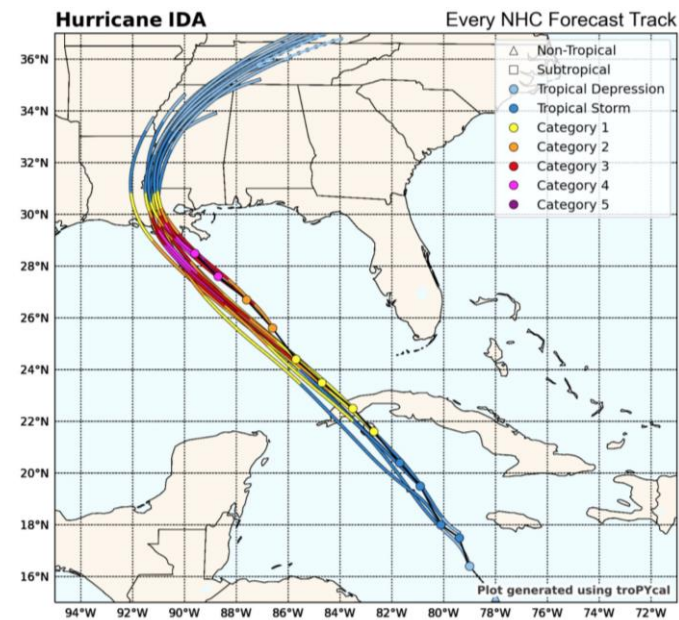 Hurricane IDA
Every NHC Forecast Track
Non-Tropical
Subtropical
Tropical Depression
Tropical Storm
Category 1
Category 2
Category 3
Category 4
Category 5
36°N
34°N
32°N
30°N
28°N
26°N
24°N
22°N
20°N
18°N
16°N
Plot generated using troPYcal
94°W 92°W 90°W 88°W 86°W 84°W 82°W 80°W 78°W 76°W 74°W 72°W